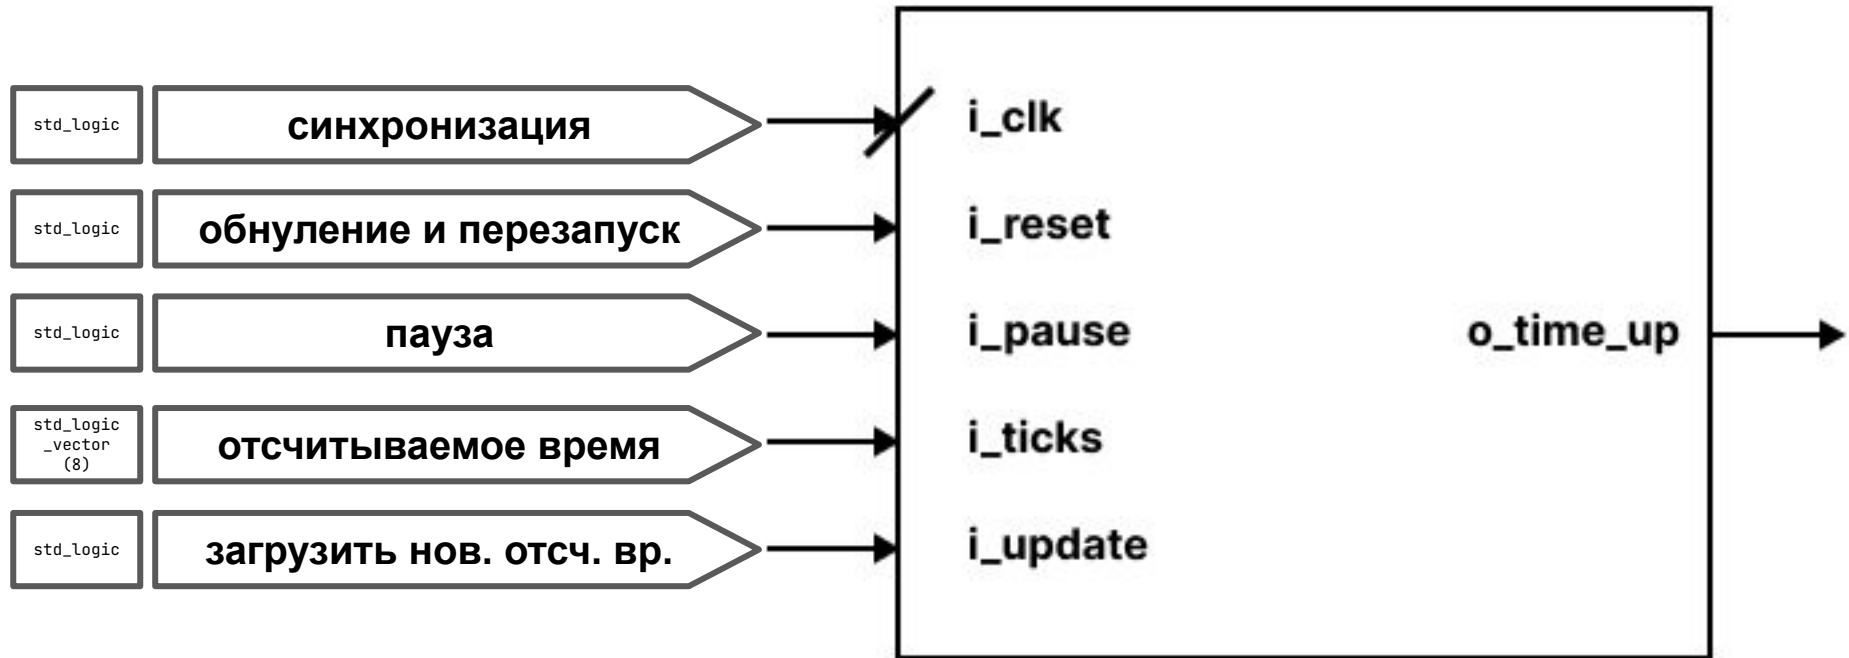 std_logic
синхронизация
i_clk
std_logic
обнуление и перезапуск
i_reset
std_logic
пауза
i_pause
o_time_up
std_logic
_vector
(8)
отсчитываемое время
i_ticks
std_logic
загрузить нов. отсч. вр.
i_update